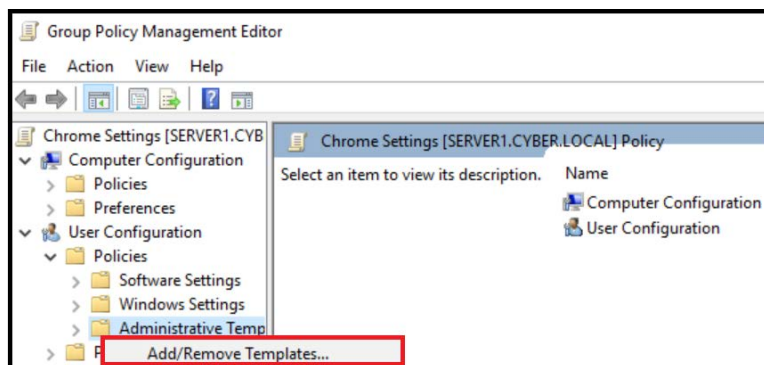 Group Policy Management Editor
File Action View Help
Chrome Settings [SERVER1.CYB
Computer Configuration
Policies
Preferences
User Configuration
Policies
Software Settings
Windows Settings
Administrative Temp
P
Add/Remove Templates...
Chrome Settings [SERVER1.CYBER.LOCAL] Policy
Select an item to view its description.
Name
Computer Configuration
User Configuration